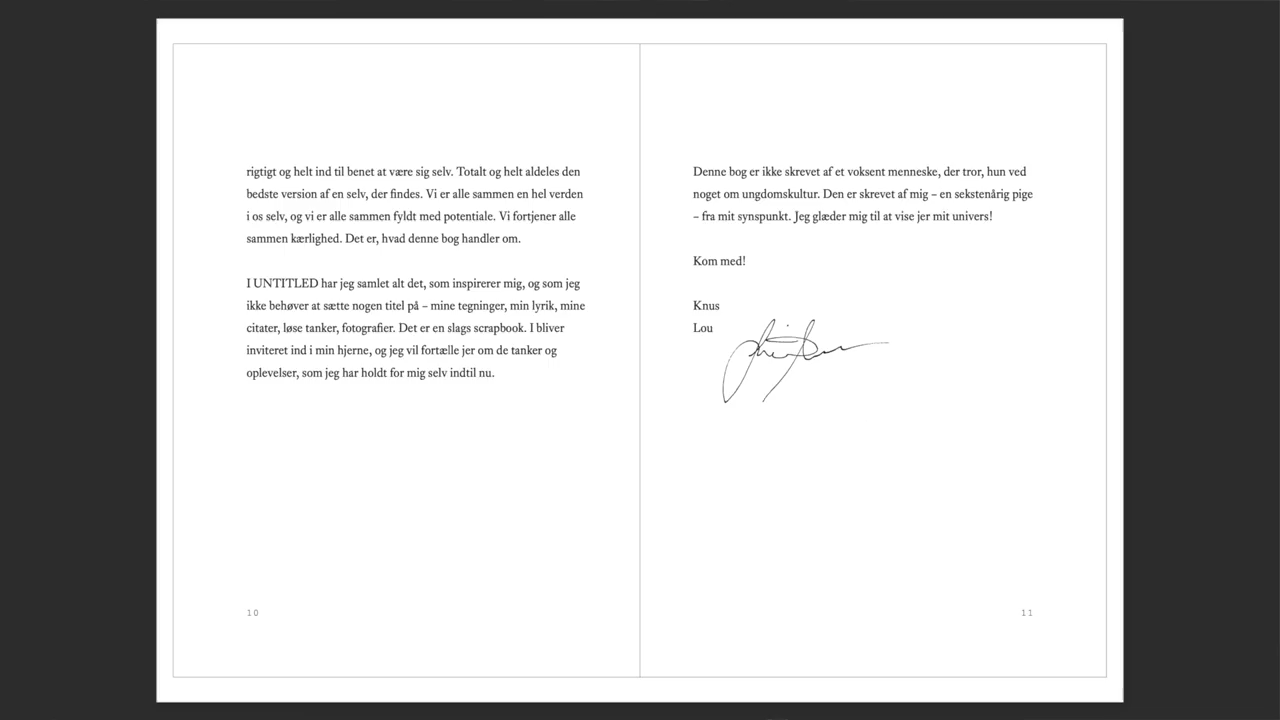 rigtigt og helt ind til benet at være sig selv. Totalt og helt aldeles den
bedste version af en selv, der findes. Vi er alle sammen en hel verden
i os selv, og vi er alle sammen fyldt med potentiale. Vi fortjener alle
sammen kærlighed. Det er, hvad denne bog handler om.
I UNTITLED har jeg samlet alt det, som inspirerer mig, og som jeg
ikke behøver at sætte nogen titel på – mine tegninger, min lyrik, mine
citater, løse tanker, fotografier. Det er en slags scrapbook. I bliver
inviteret ind i min hjerne, og jeg vil fortælle jer om de tanker og
oplevelser, som jeg har holdt for mig selv indtil nu.
10
Denne bog er ikke skrevet af et voksent menneske, der tror, hun ved
noget om ungdomskultur. Den er skrevet af mig – en sekstenårig pige
– fra mit synspunkt. Jeg glæder mig til at vise jer mit univers!
Kom med!
Knus
Lou
11